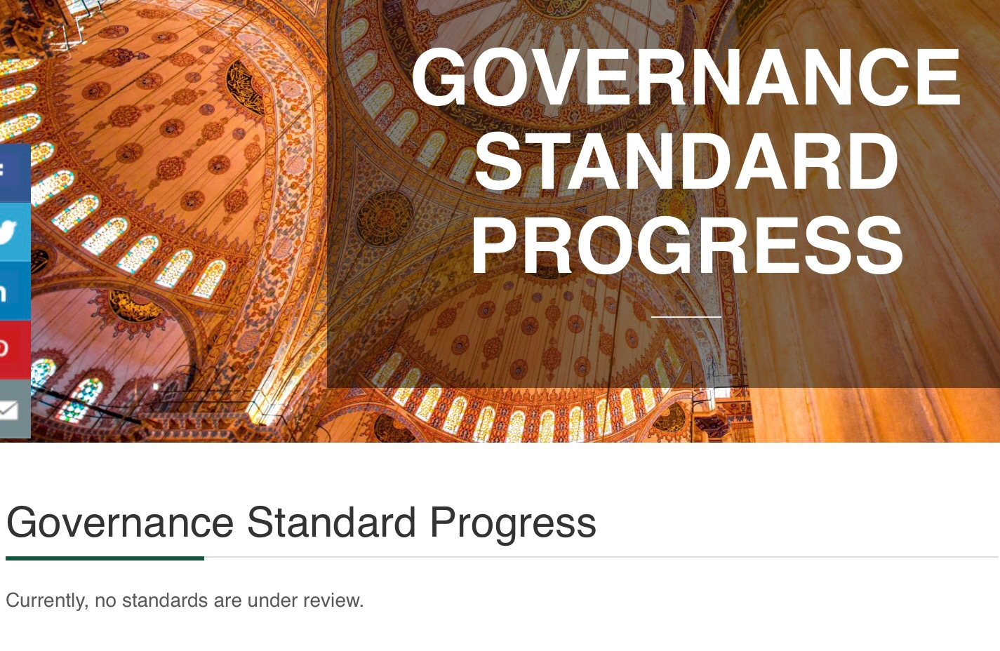 GOVERNANCE
STANDARD
PROGRESS
Governance Standard Progress
Currently, no standards are under review.